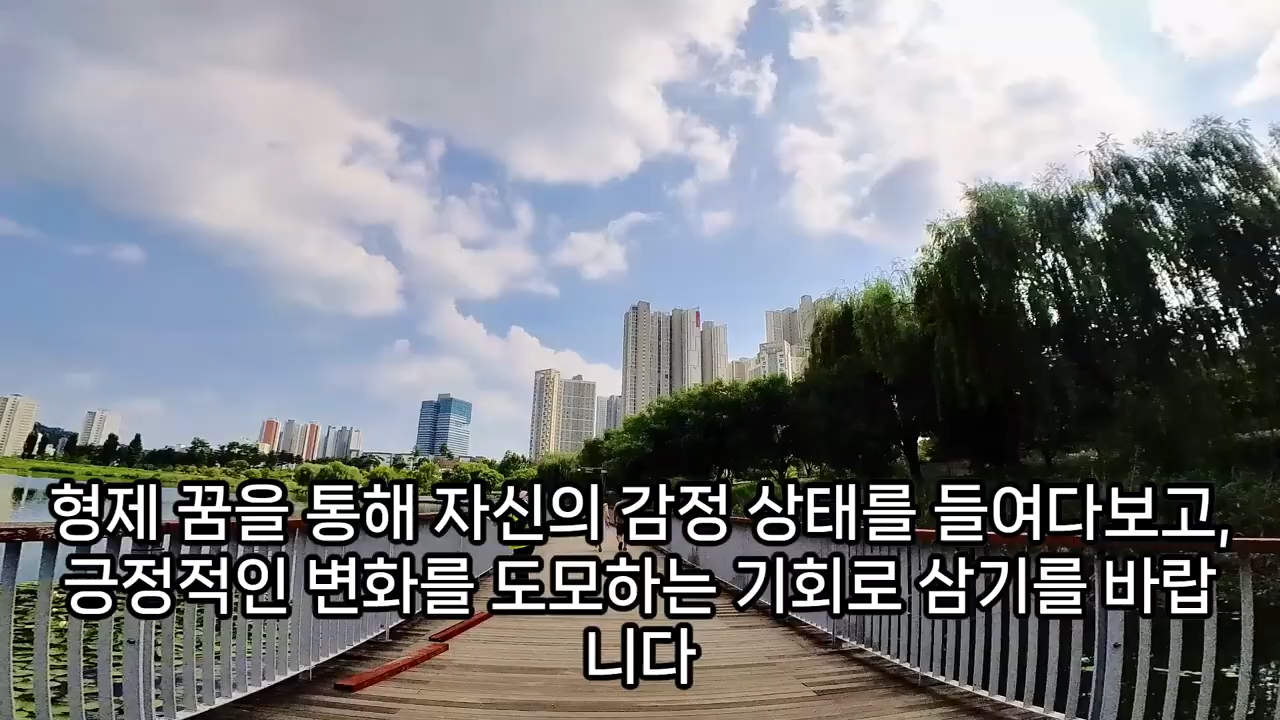 형제 꿈을 통해 자신의 감정 상태를 들여다보고,
긍정적인 변화를 도모하는 기회로 삼기를 바랍
니다